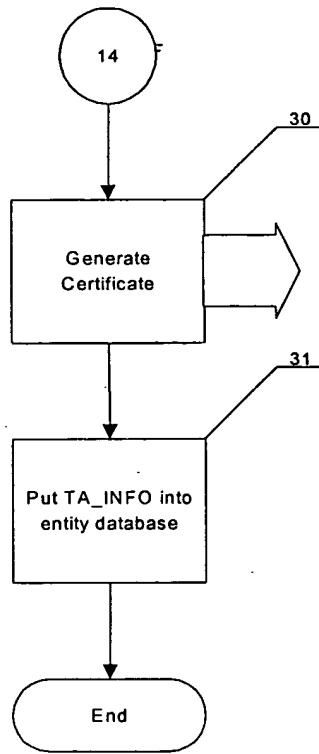 14
30
Generate
Certificate
31
Put TA_INFO into
entity database
End